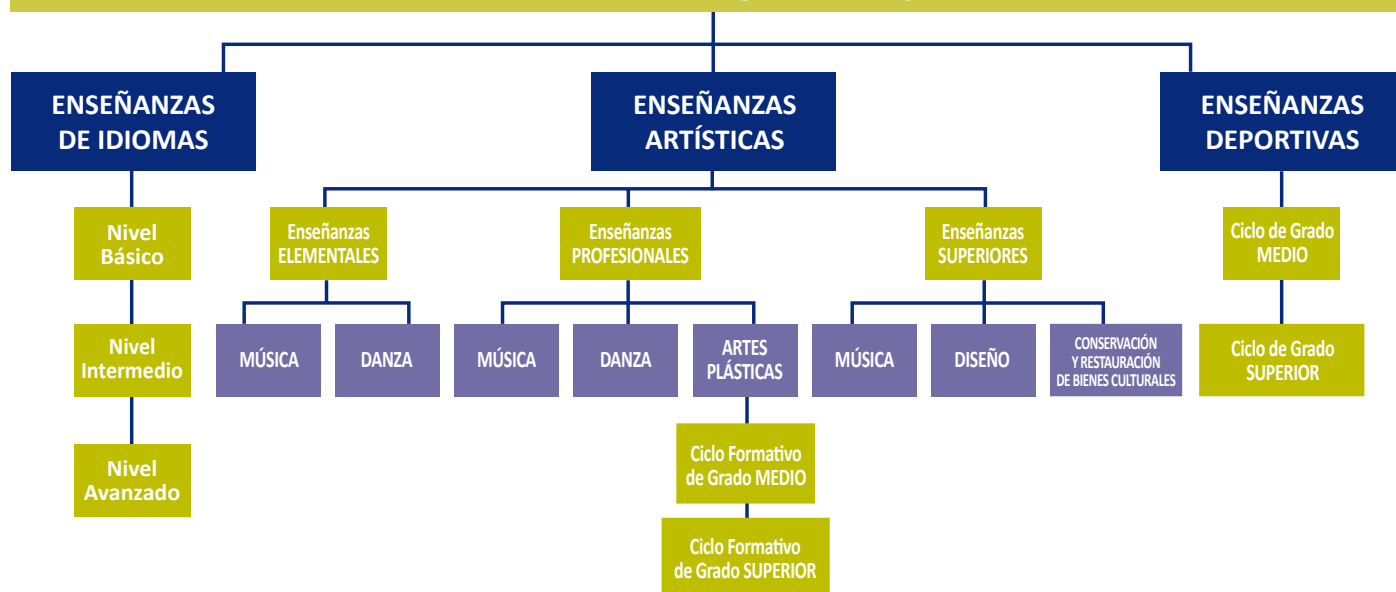 ENSEÑANZAS
DE IDIOMAS
ENSEÑANZAS
ARTÍSTICAS
ENSEÑANZAS
DEPORTIVAS
Nivel
Básico
Enseñanzas
ELEMENTALES
Enseñanzas
PROFESIONALES
Enseñanzas
SUPERIORES
Ciclo de Grado
MEDIO
Nivel
Intermedio
MÚSICA
DANZA
MÚSICA
DANZA
ARTES
PLÁSTICAS
MÚSICA
DISEÑO
CONSERVACIÓN
Y RESTAURACIÓN
DE BIENES CULTURALES
Ciclo de Grado
SUPERIOR
Nivel
Avanzado
Ciclo Formativo
de Grado MEDIO
Ciclo Formativo
de Grado SUPERIOR